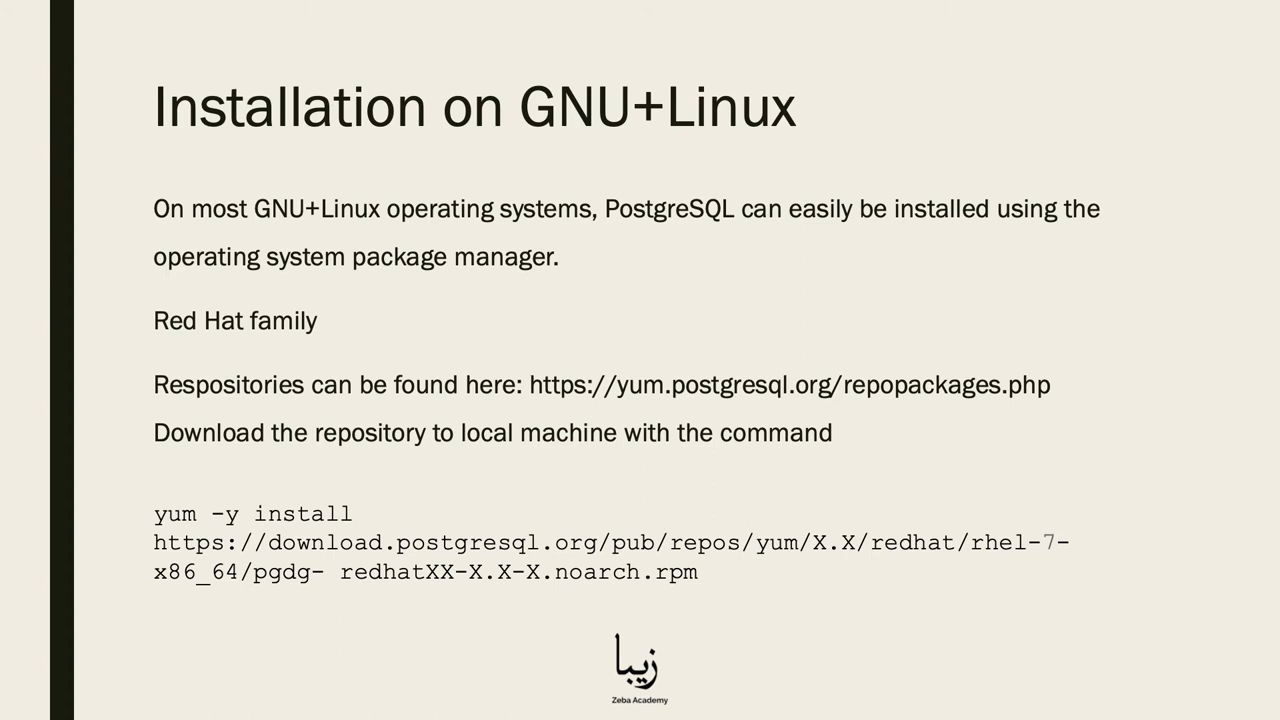 Installation on GNU+Linux
On most GNU+Linux operating systems, PostgreSQL can easily be installed using the
operating system package manager.
Red Hat family
Respositories can be found here: https://yum.postgresql.org/repopackages.php
Download the repository to local machine with the command
yum -y install
https://download.postgresql.org/pub/repos/yum/X.X/redhat/rhel-7-
x86_64/pgdg- redhatXX-X.X-X.noarch.rpm
زيبا
Zeba Academy